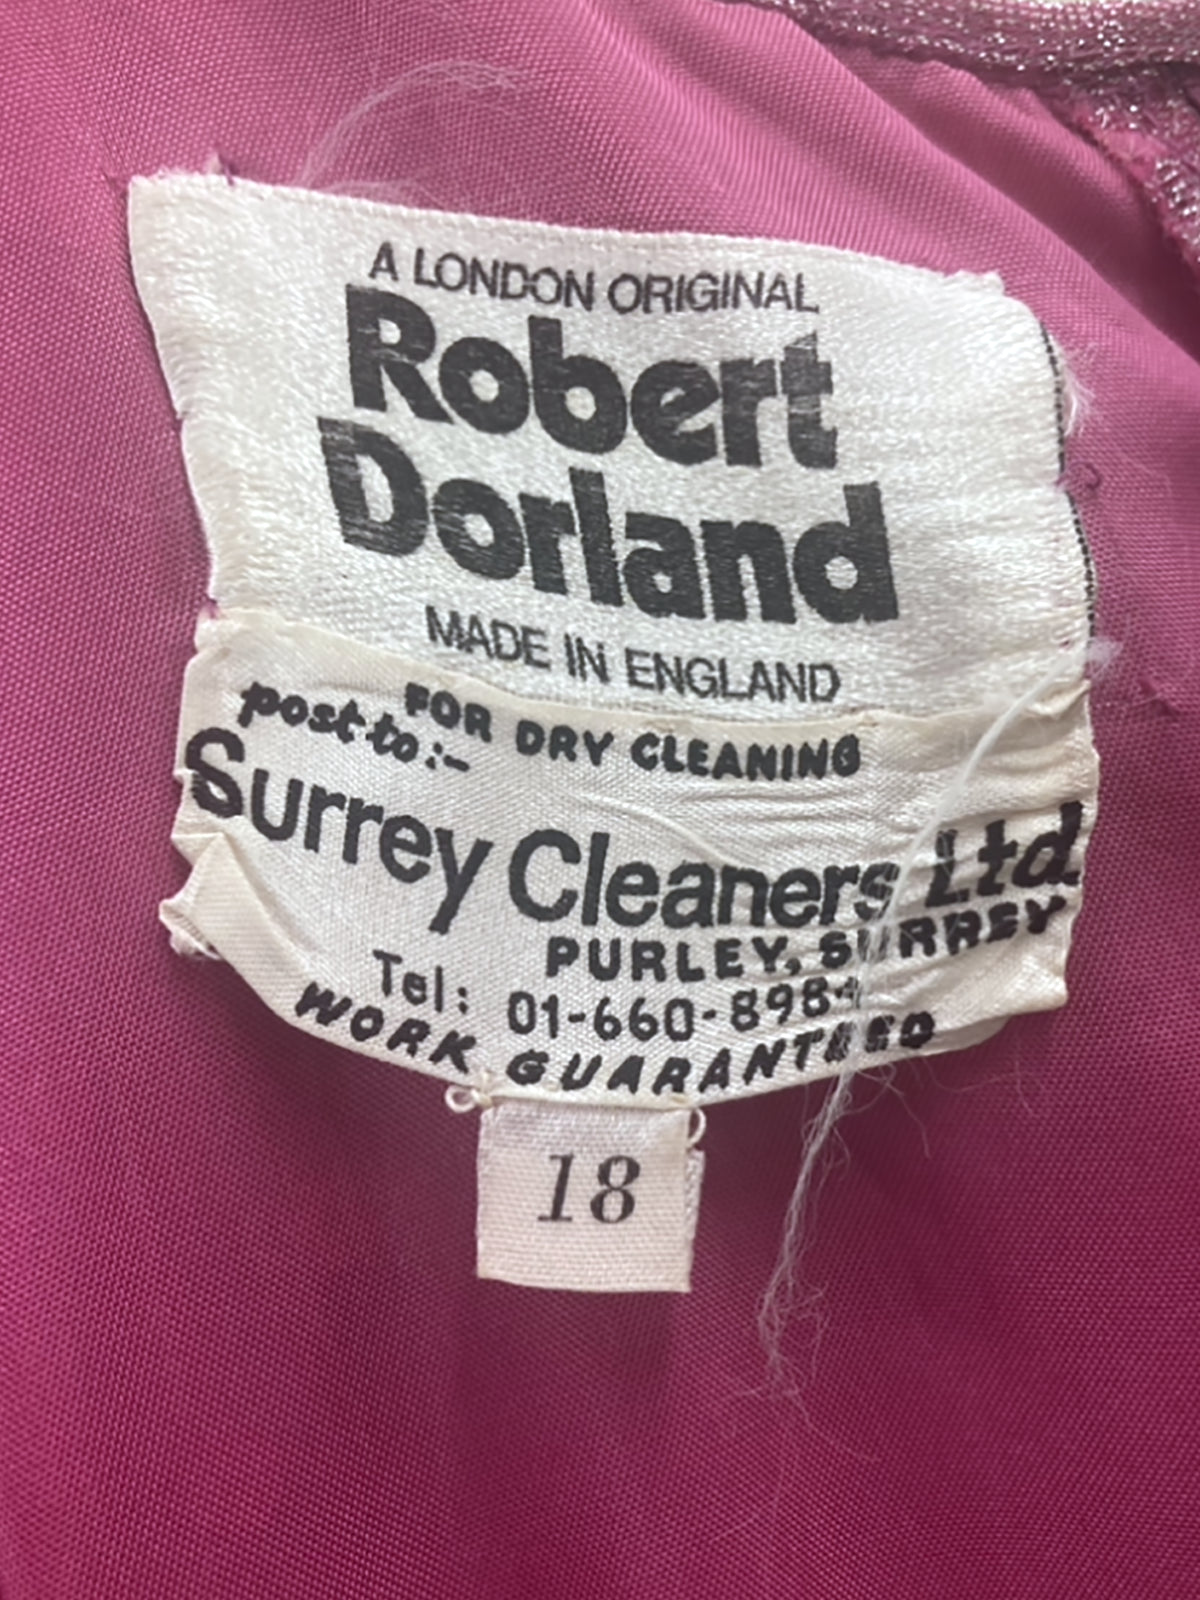 A LONDON ORIGINAL
Robert
Dorland
MADE IN ENGLAND
FOR DRY CLEANING
post to:-
Surrey Cleaners Ltd
PURLEY, SURREY
Tel: 01-660-8984
WORK GUARANTEED
18